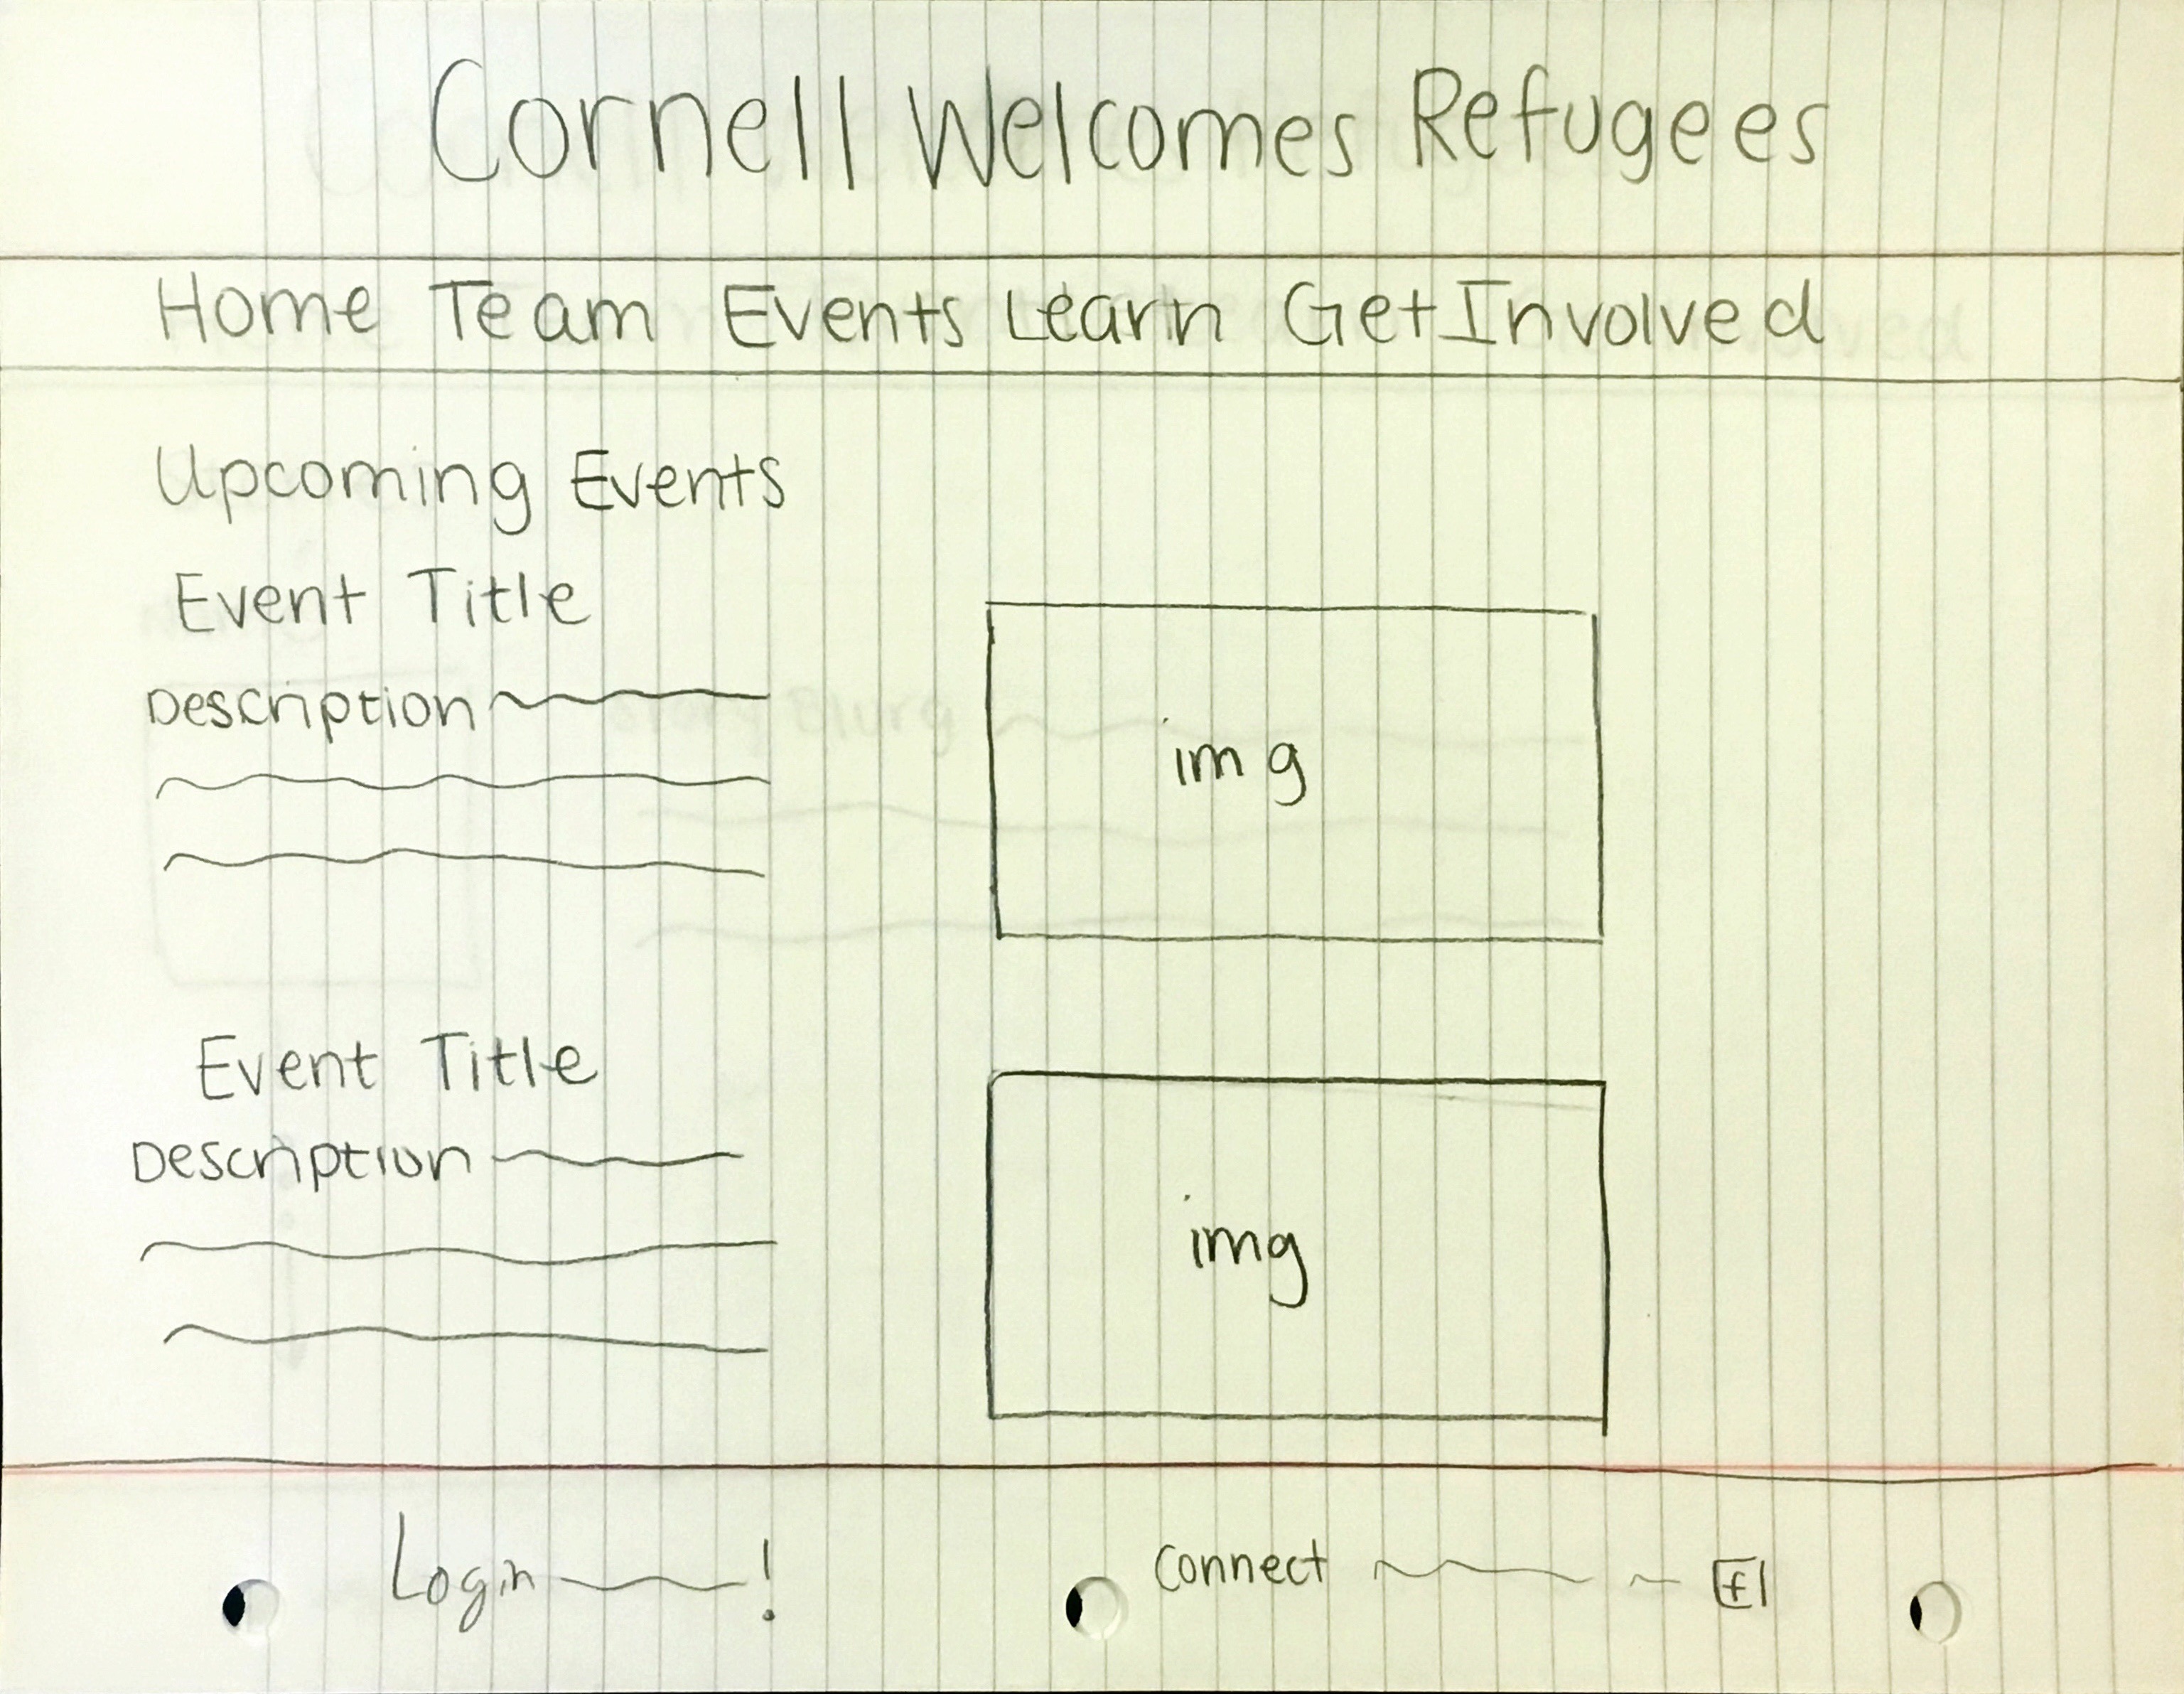 Cornell Welcomes Refugees
Home Team Events Learn Get Involved
Upcoming Events
Event Title
Description
img
Event Title
Description
img
Login !
Connect f